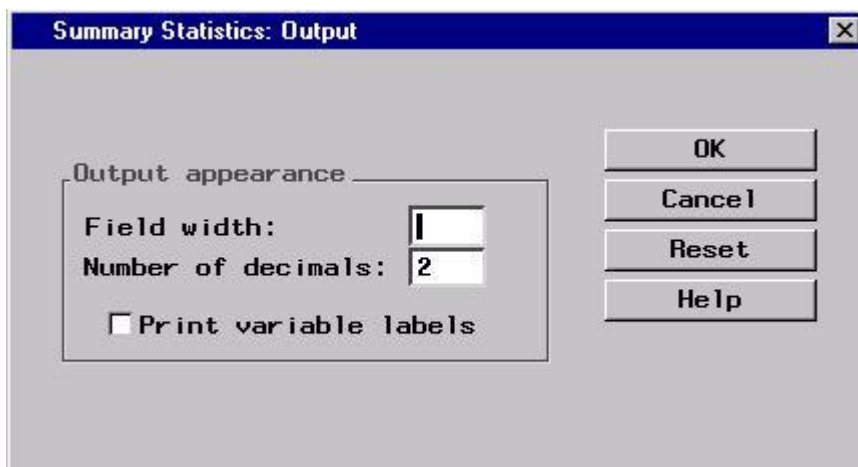 Summary Statistics: Output
Output appearance
Field width:
Number of decimals: 2
Print variable labels
OK
Cancel
Reset
Help